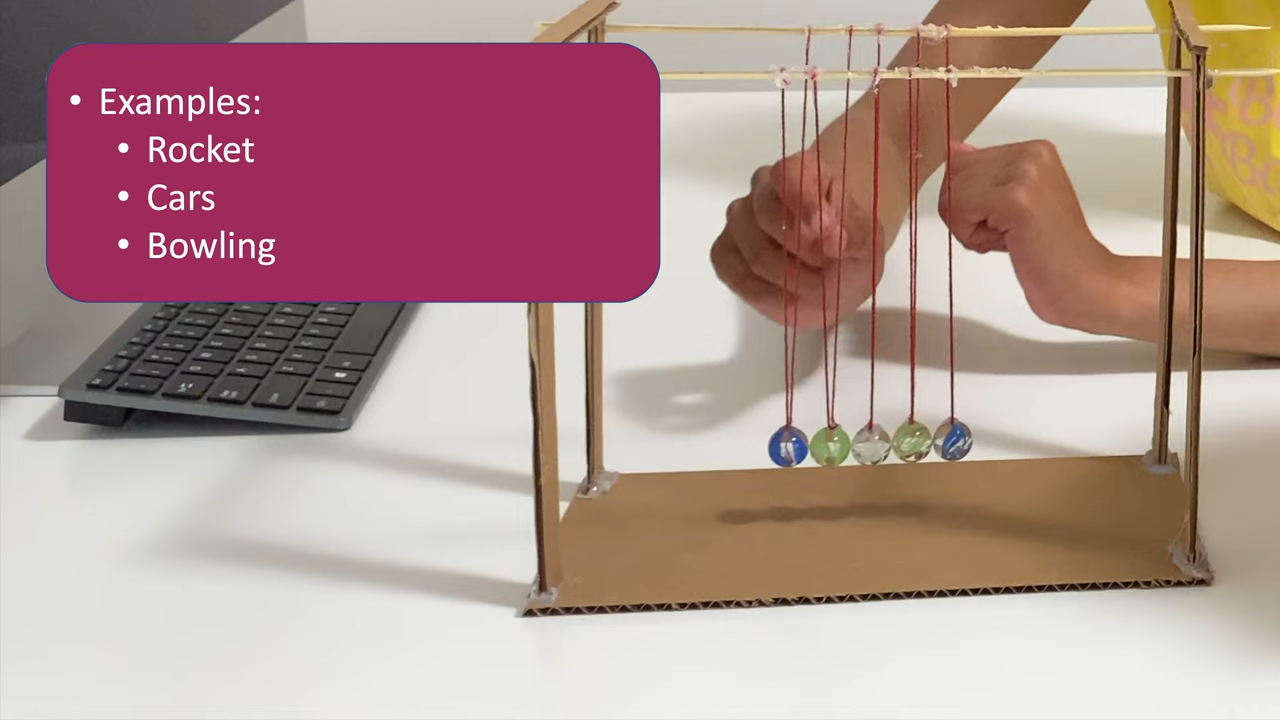 • Examples:
• Rocket
• Cars
• Bowling